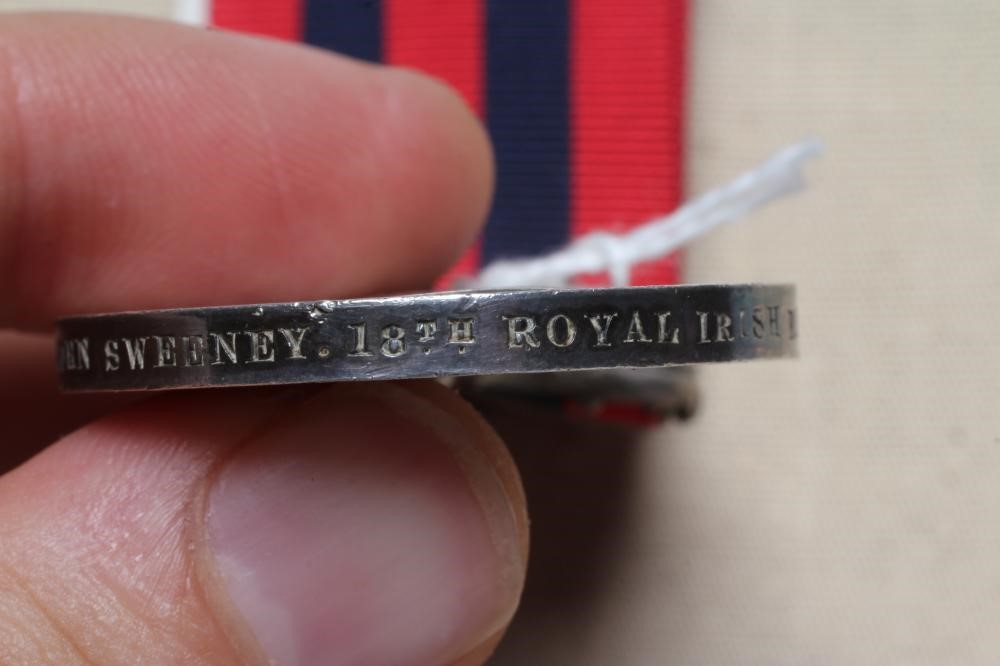 SWEENEY. 18TH ROYAL IRISH